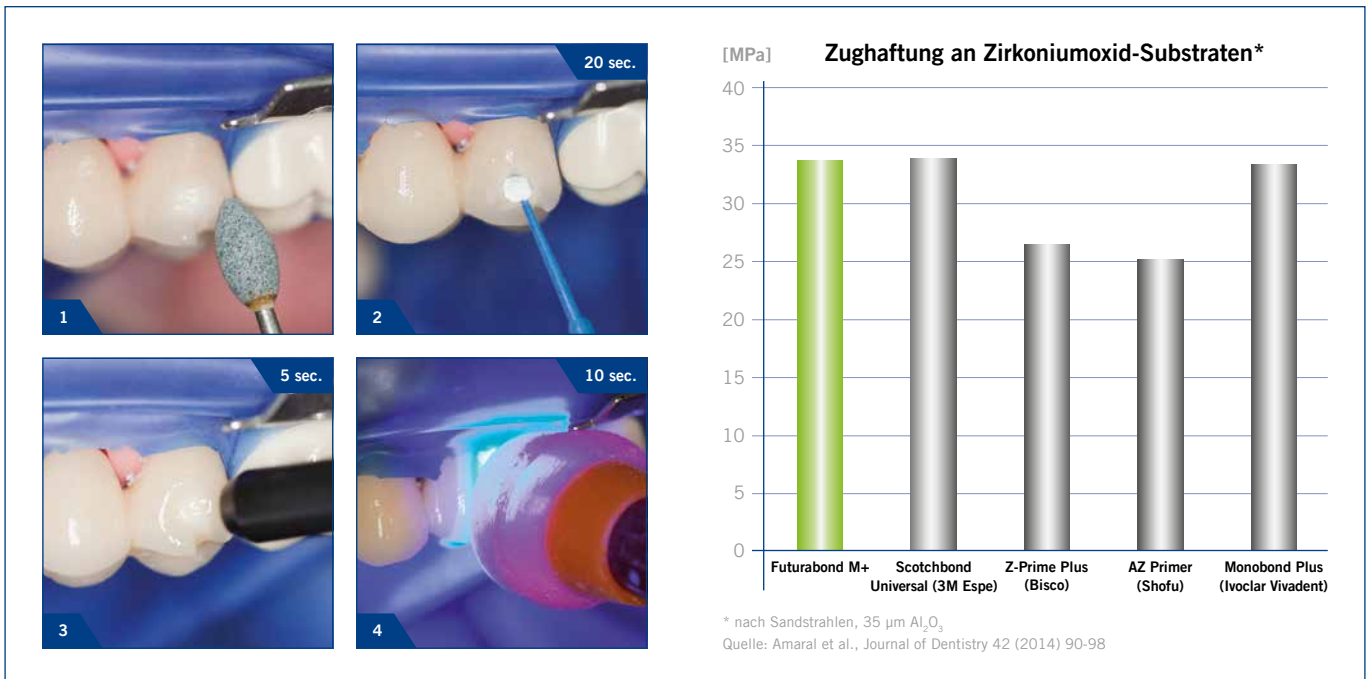 1
20 sec.
2
5 sec.
3
10 sec.
4
[MPa]
Zughaftung an Zirkoniumoxid-Substraten*
40
35
30
25
20
15
10
5
0
Futurabond M+
Scotchbond
Universal (3M Espe)
Z-Prime Plus
(Bisco)
AZ Primer
(Shofu)
Monobond Plus
(Ivoclar Vivadent)
* nach Sandstrahlen, 35 µm Al₂O₃
Quelle: Amaral et al., Journal of Dentistry 42 (2014) 90-98